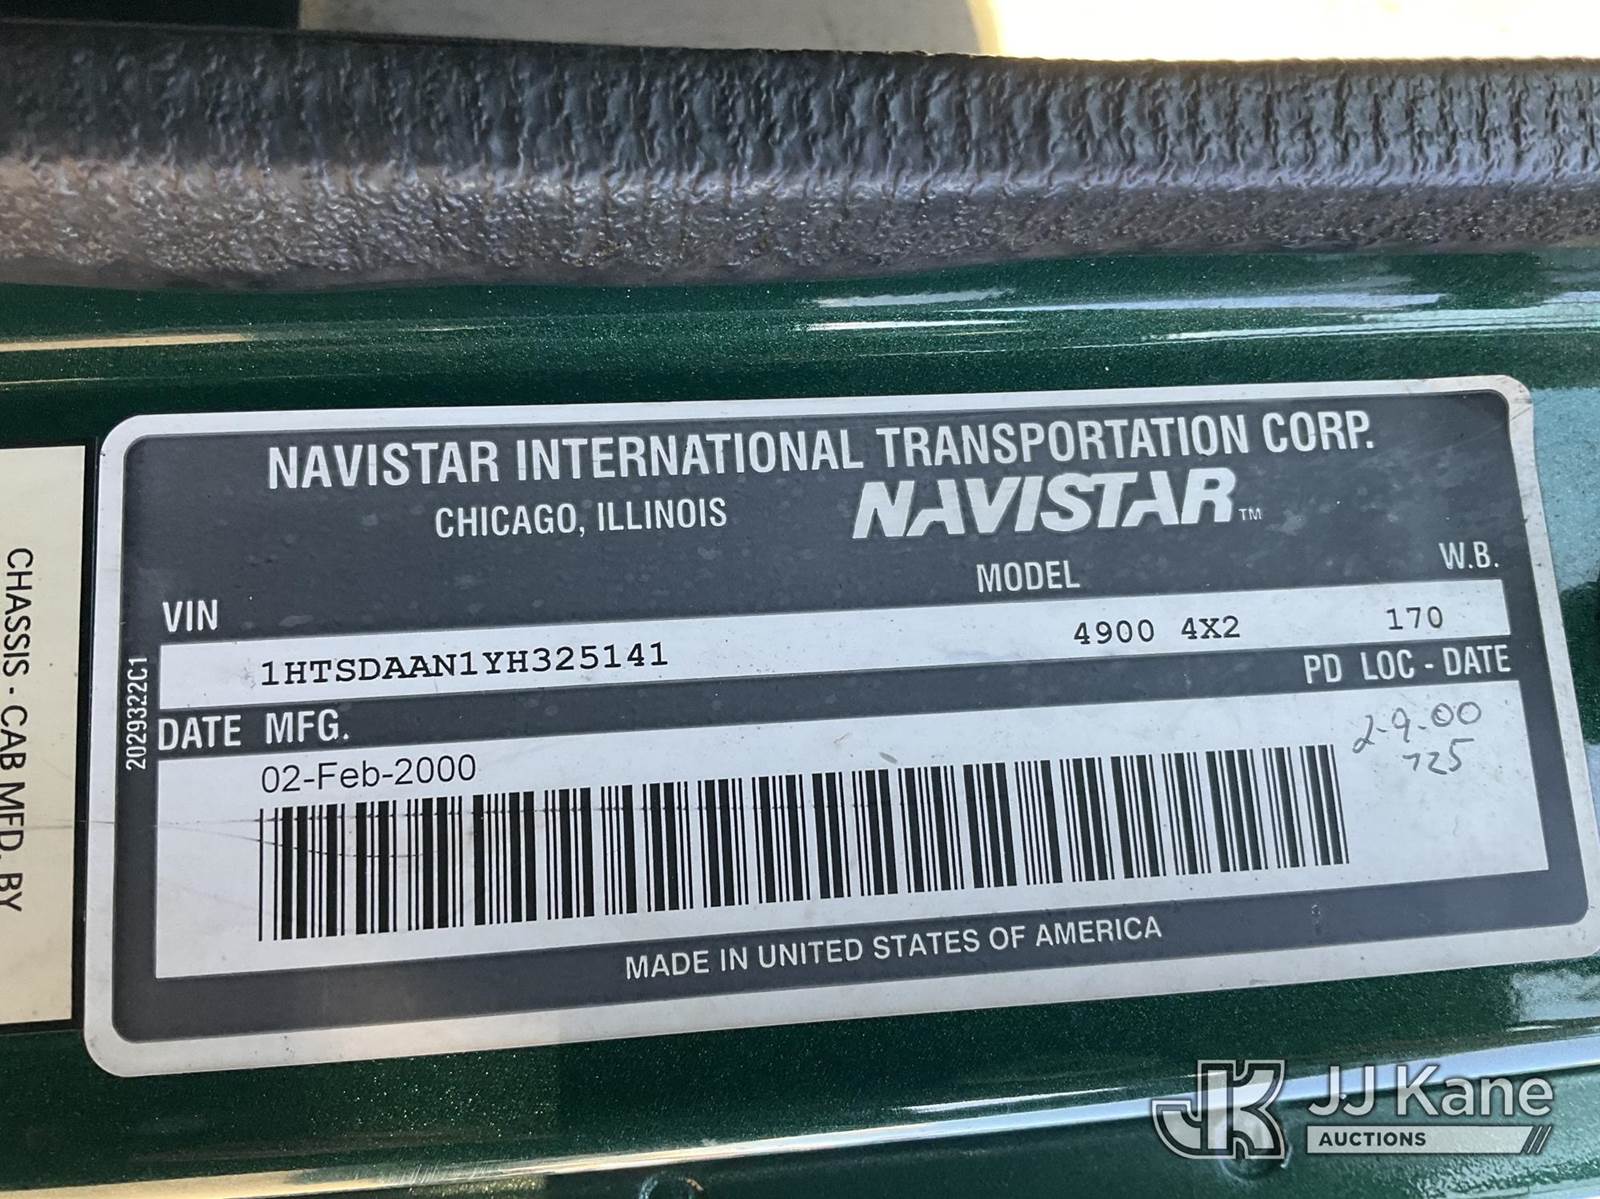 NAVISTAR INTERNATIONAL TRANSPORTATION CORP.
CHICAGO, ILLINOIS
NAVISTAR™
VIN
MODEL
W.B.
1HTSDAAN1YH325141
4900 4X2
170
DATE MFG.
PD LOC - DATE
02-Feb-2000
2-9-00
725
MADE IN UNITED STATES OF AMERICA
2029322C1
CHASSIS - CAB MFD. BY
JK
JJ Kane
AUCTIONS